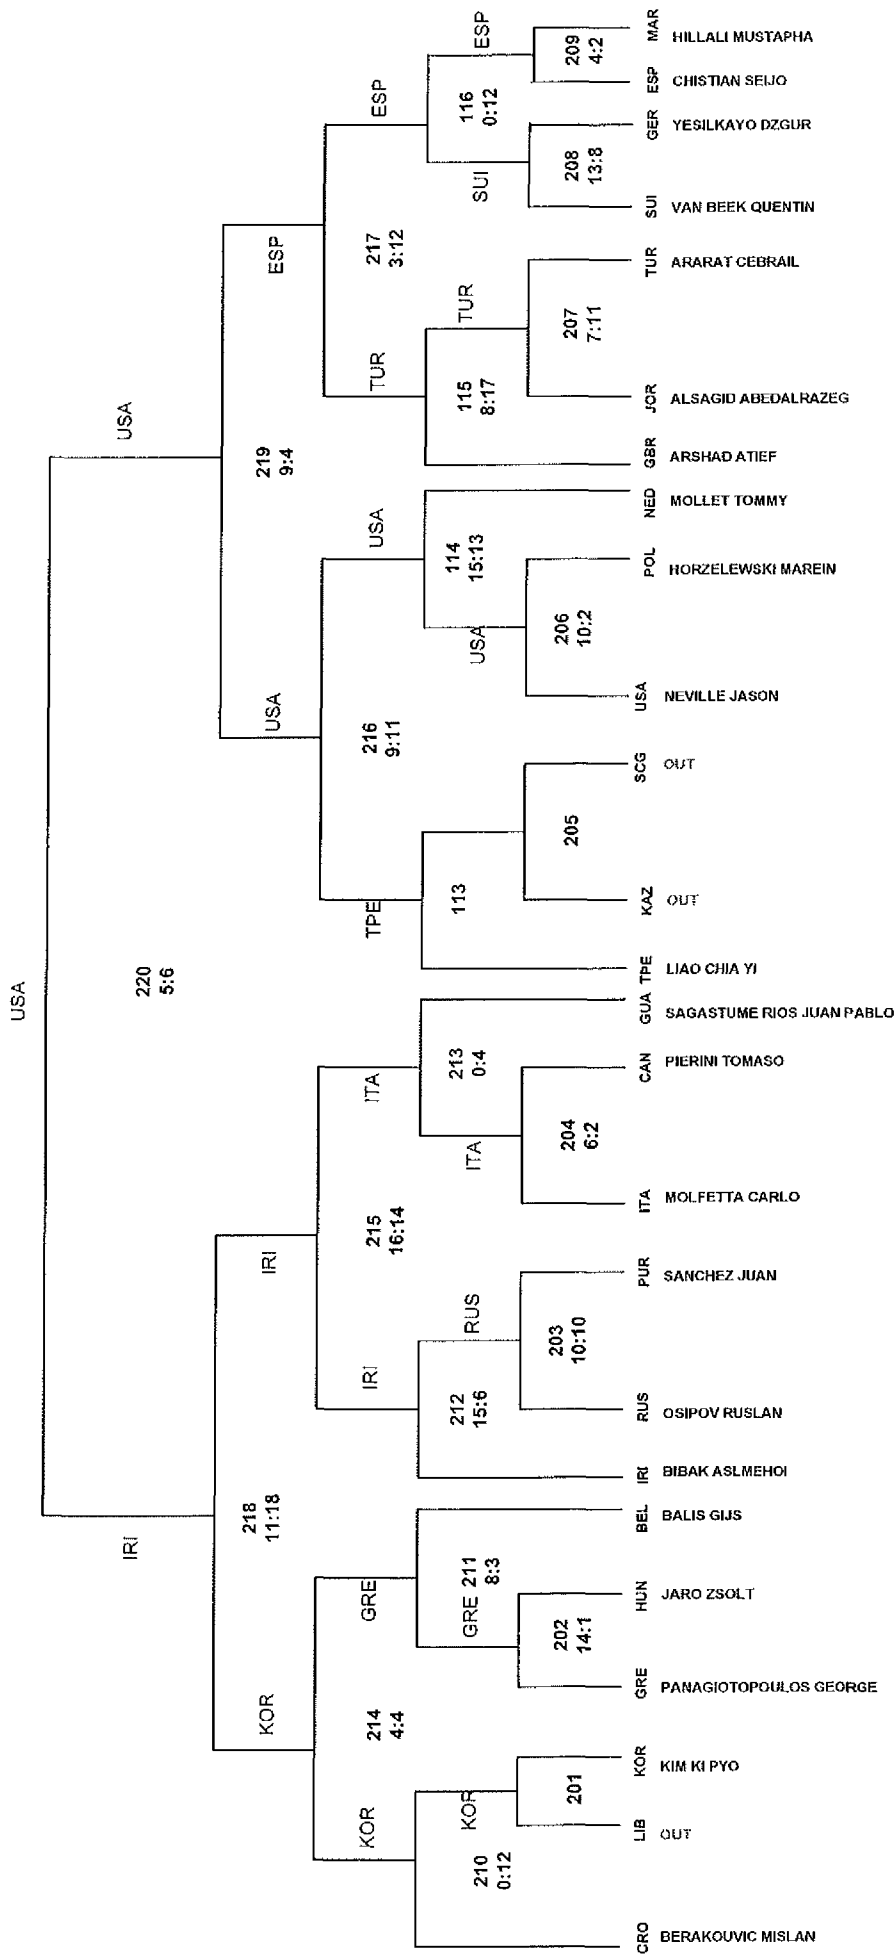 USA
IRI
USA
220
5:6
KOR
IRI
USA
ESP
218
11:18
219
9:4
KOR
GRE
IRI
ITA
TPE
USA
TUR
ESP
214
4:4
215
16:14
216
9:11
217
3:12
KOR
GRE
RUS
ITA
USA
TUR
SUI
ESP
210
0:12
211
8:3
212
15:6
213
0:4
113
114
15:13
115
8:17
116
0:12
201
202
14:1
203
10:10
204
6:2
205
206
10:2
207
7:11
208
13:8
209
4:2
MAR HILLALI MUSTAPHA
ESP CHISTIAN SEIJO
GER YESILKAYO DZGUR
SUI VAN BEEK QUENTIN
TUR ARARAT CEBRAIL
JOR ALSAGID ABEDALRAZEG
GBR ARSHAD ATIEF
NED MOLLET TOMMY
POL HORZELEWSKI MAREIN
USA NEVILLE JASON
SCG OUT
KAZ OUT
TPE LIAO CHIA YI
GUA SAGASTUME RIOS JUAN PABLO
CAN PIERINI TOMASO
ITA MOLFETTA CARLO
PUR SANCHEZ JUAN
RUS OSIPOV RUSLAN
IRI BIBAK ASLMEHOI
BEL BALIS GIJS
HUN JARO ZSOLT
GRE PANAGIOTOPOULOS GEORGE
KOR KIM KI PYO
LIB OUT
CRO BERAKOUVIC MISLAN